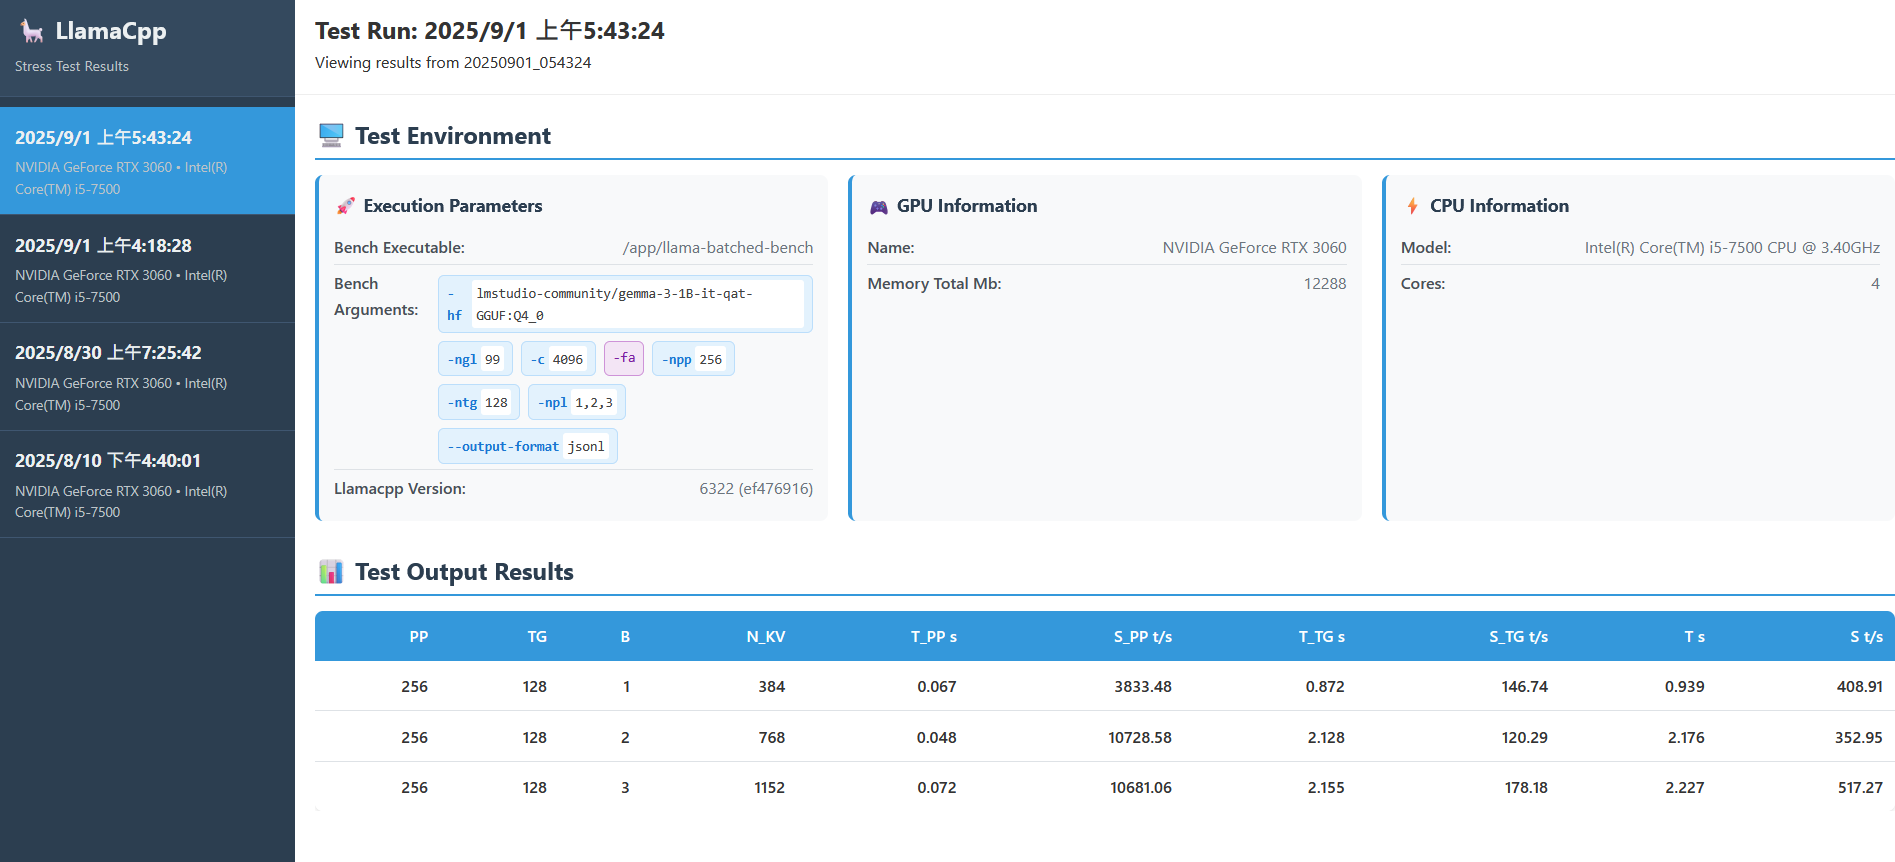 LlamaCpp
Stress Test Results
2025/9/1 上午5:43:24
NVIDIA GeForce RTX 3060 • Intel(R)
Core(TM) i5-7500
2025/9/1 上午4:18:28
NVIDIA GeForce RTX 3060 • Intel(R)
Core(TM) i5-7500
2025/8/30 上午7:25:42
NVIDIA GeForce RTX 3060 • Intel(R)
Core(TM) i5-7500
2025/8/10 下午4:40:01
NVIDIA GeForce RTX 3060 • Intel(R)
Core(TM) i5-7500
Test Run: 2025/9/1 上午5:43:24
Viewing results from 20250901_054324
Test Environment
Execution Parameters
Bench Executable: /app/llama-batched-bench
Bench
Arguments:
-
hf
lmstudio-community/gemma-3-1B-it-qat-
GGUF:Q4_0
-ngl 99 -c 4096 -fa -npp 256
-ntg 128 -npl 1,2,3
--output-format jsonl
Llamacpp Version: 6322 (ef476916)
GPU Information
Name: NVIDIA GeForce RTX 3060
Memory Total Mb: 12288
CPU Information
Model: Intel(R) Core(TM) i5-7500 CPU @ 3.40GHz
Cores: 4
Test Output Results
PP TG B N_KV T_PP s S_PP t/s T_TG s S_TG t/s T s S t/s
256 128 1 384 0.067 3833.48 0.872 146.74 0.939 408.91
256 128 2 768 0.048 10728.58 2.128 120.29 2.176 352.95
256 128 3 1152 0.072 10681.06 2.155 178.18 2.227 517.27